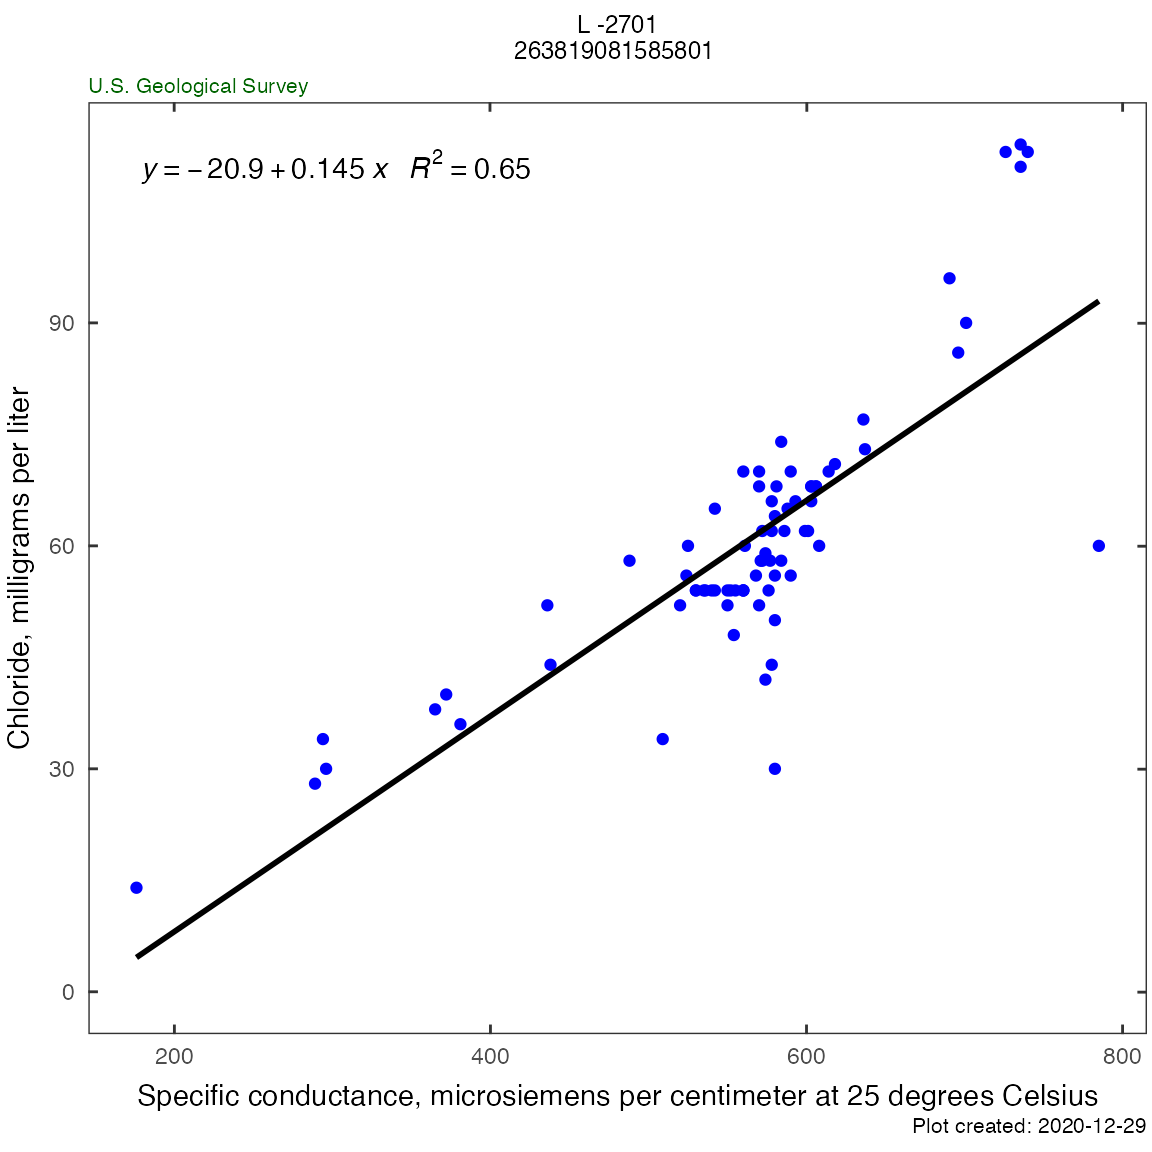 L -2701
263819081585801
U.S. Geological Survey
y = −20.9 + 0.145 x R² = 0.65
90
60
30
0
Chloride, milligrams per liter
200 400 600 800
Specific conductance, microsiemens per centimeter at 25 degrees Celsius
Plot created: 2020-12-29